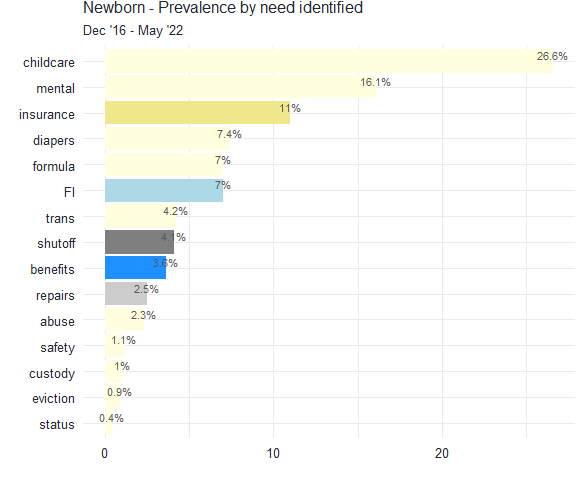 Newborn - Prevalence by need identified
Dec '16 - May '22
childcare 26.6%
mental 16.1%
insurance 11%
diapers 7.4%
formula 7%
FI 7%
trans 4.2%
shutoff 4.1%
benefits 3.6%
repairs 2.5%
abuse 2.3%
safety 1.1%
custody 1%
eviction 0.9%
status 0.4%
0 10 20